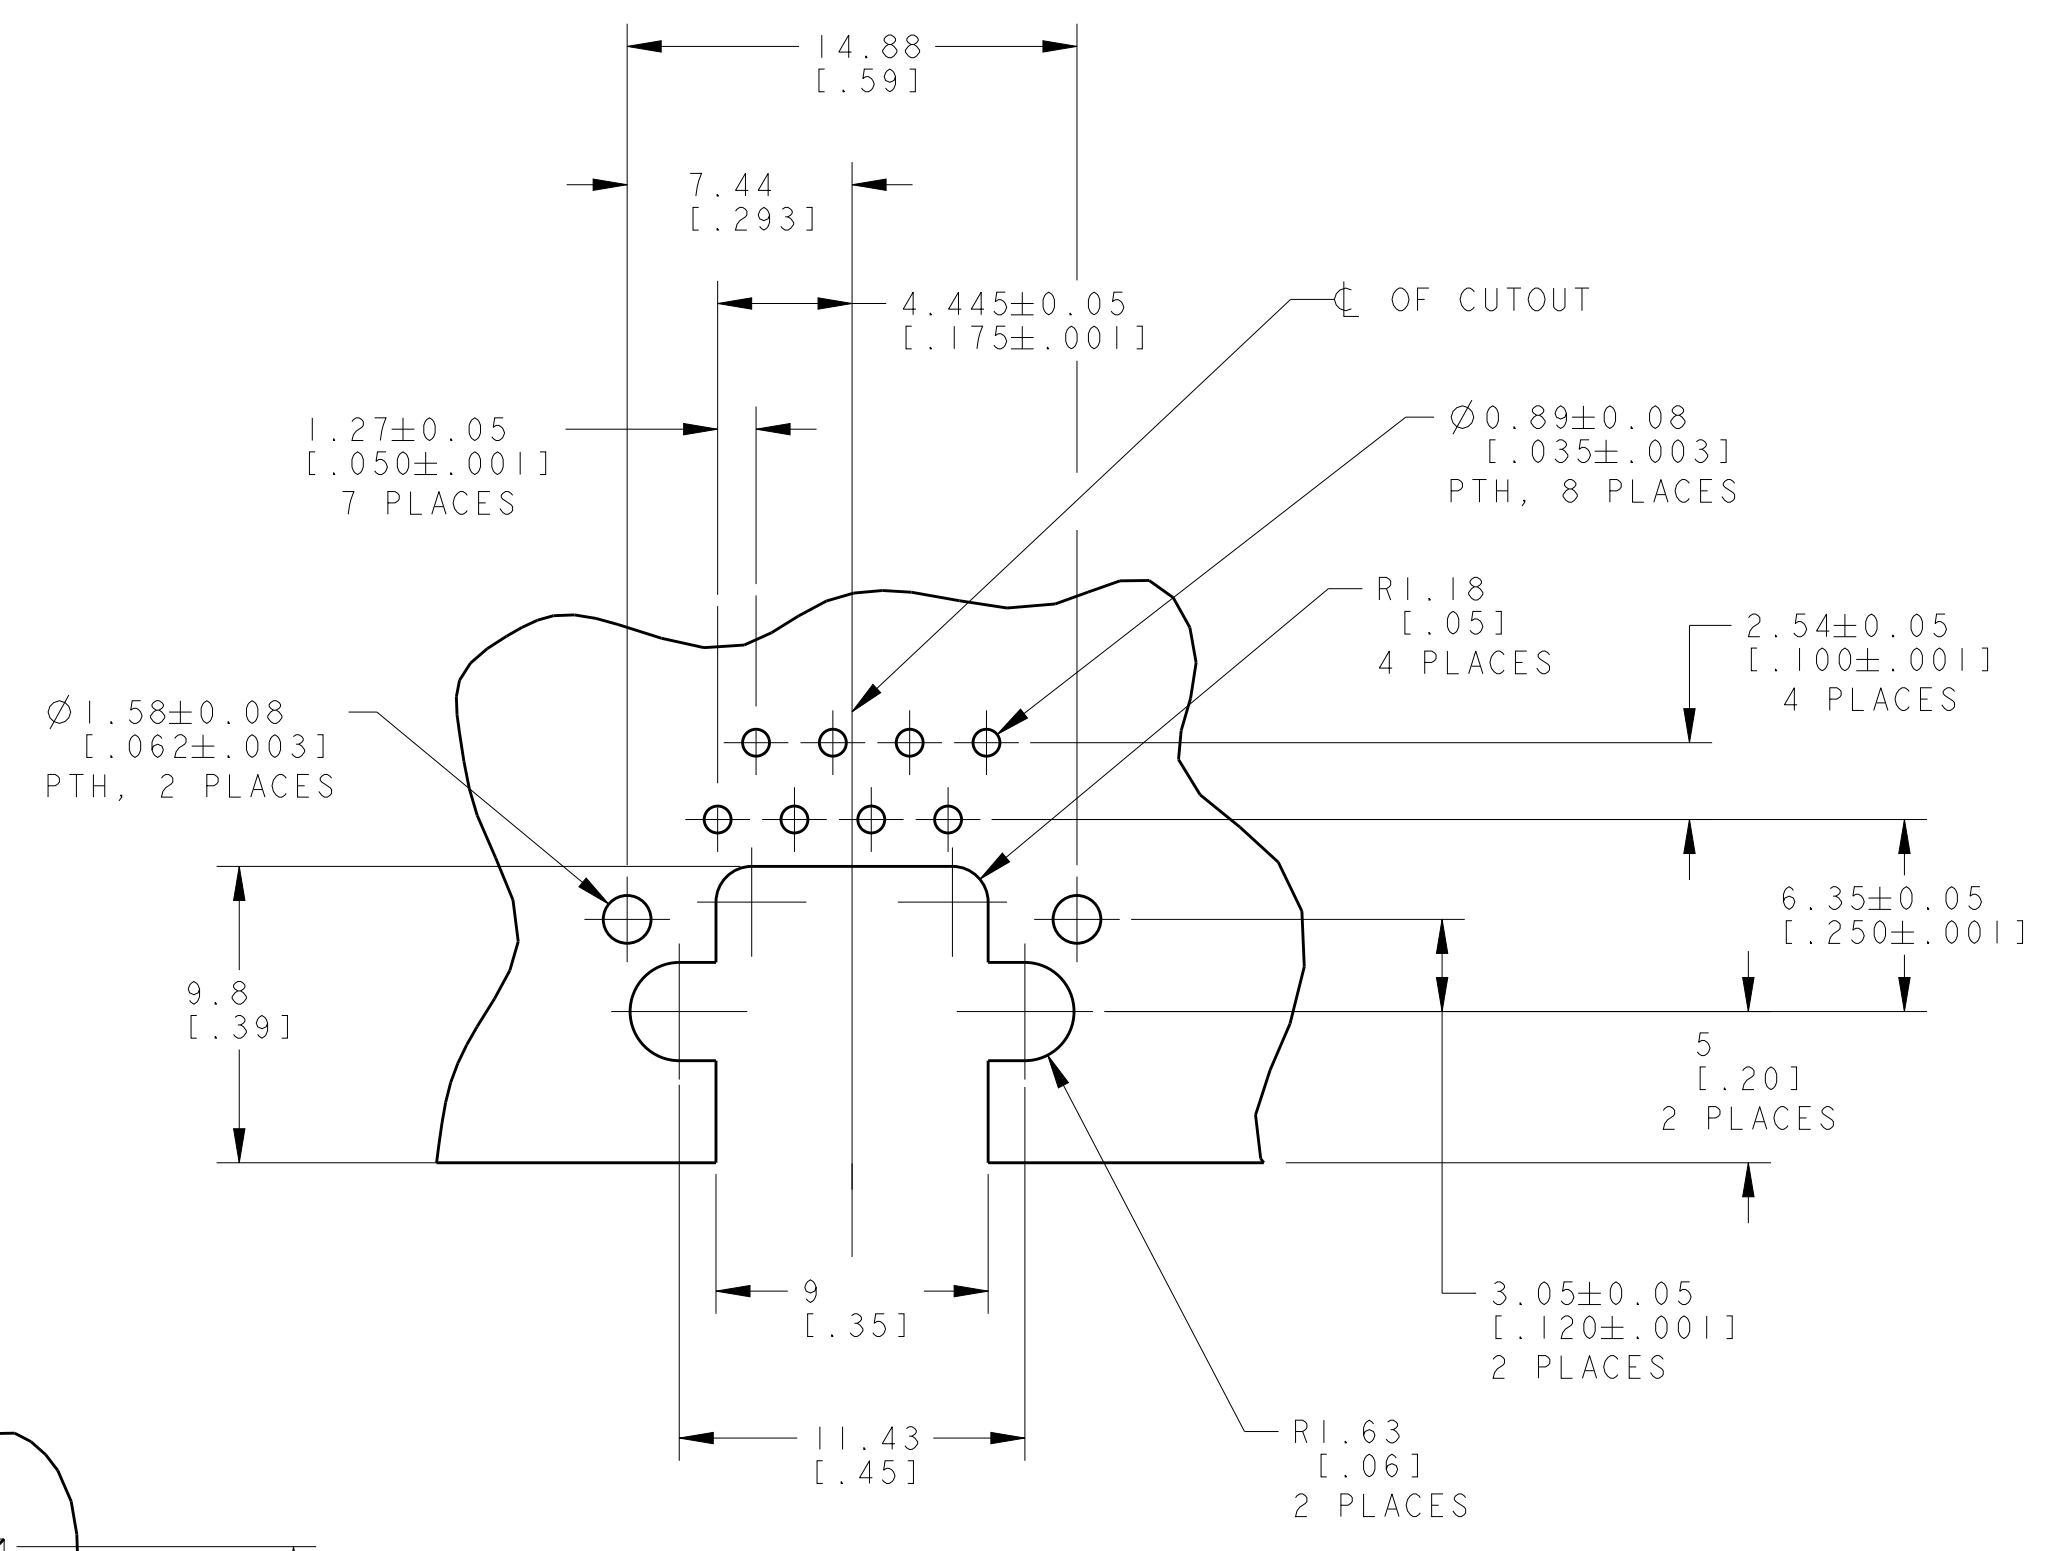 14.88
[.59]
7.44
[.293]
4.445±0.05
[.175±.001]
℄ OF CUTOUT
1.27±0.05
[.050±.001]
7 PLACES
Ø0.89±0.08
[.035±.003]
PTH, 8 PLACES
R1.18
[.05]
4 PLACES
2.54±0.05
[.100±.001]
4 PLACES
Ø1.58±0.08
[.062±.003]
PTH, 2 PLACES
6.35±0.05
[.250±.001]
9.8
[.39]
5
[.20]
2 PLACES
9
[.35]
3.05±0.05
[.120±.001]
2 PLACES
11.43
[.45]
R1.63
[.06]
2 PLACES